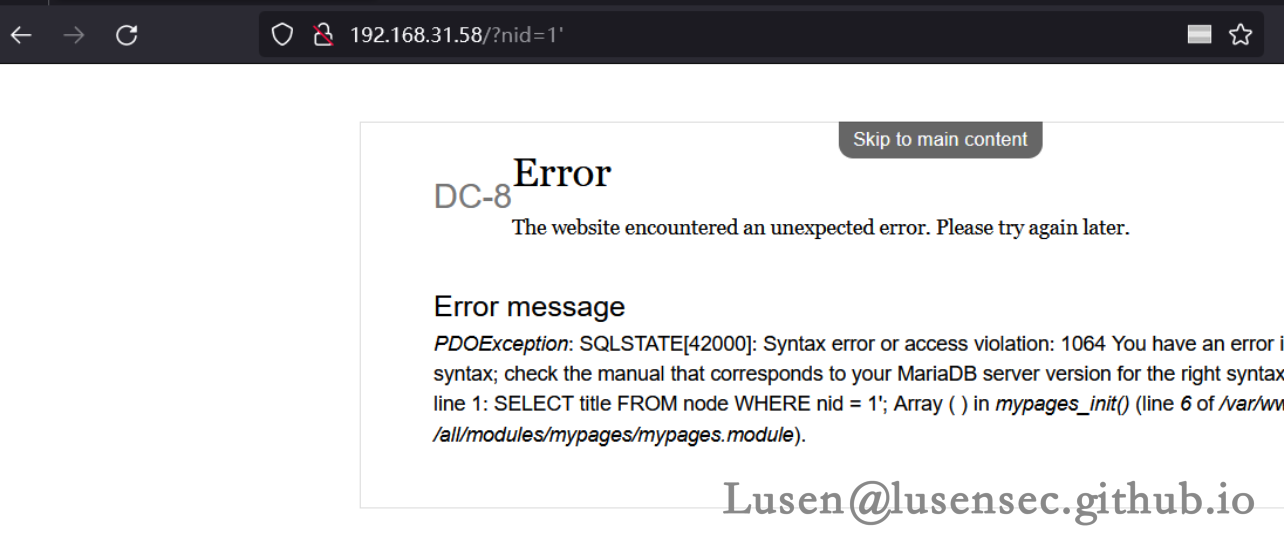 192.168.31.58/?nid=1'
Skip to main content
Error
DC-8
The website encountered an unexpected error. Please try again later.
Error message
PDOException: SQLSTATE[42000]: Syntax error or access violation: 1064 You have an error i
syntax; check the manual that corresponds to your MariaDB server version for the right syntax
line 1: SELECT title FROM node WHERE nid = 1'; Array ( ) in mypages_init() (line 6 of /var/ww
/all/modules/mypages/mypages.module).
Lusen@lusensec.github.io